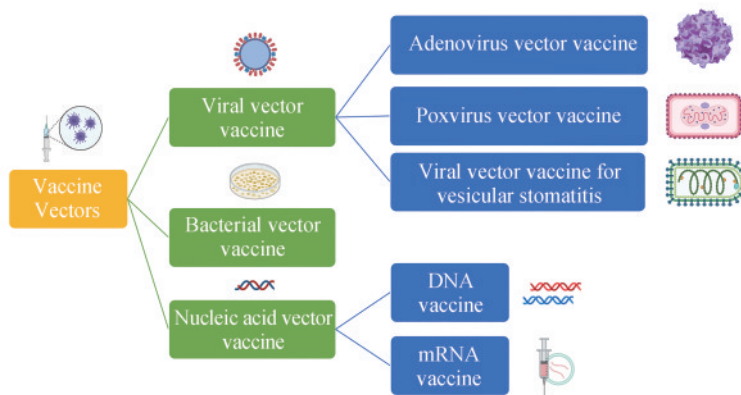 Adenovirus vector vaccine
Viral vector
vaccine
Poxvirus vector vaccine
Vaccine
Vectors
Viral vector vaccine for
vesicular stomatitis
Bacterial vector
vaccine
DNA
vaccine
Nucleic acid vector
vaccine
mRNA
vaccine